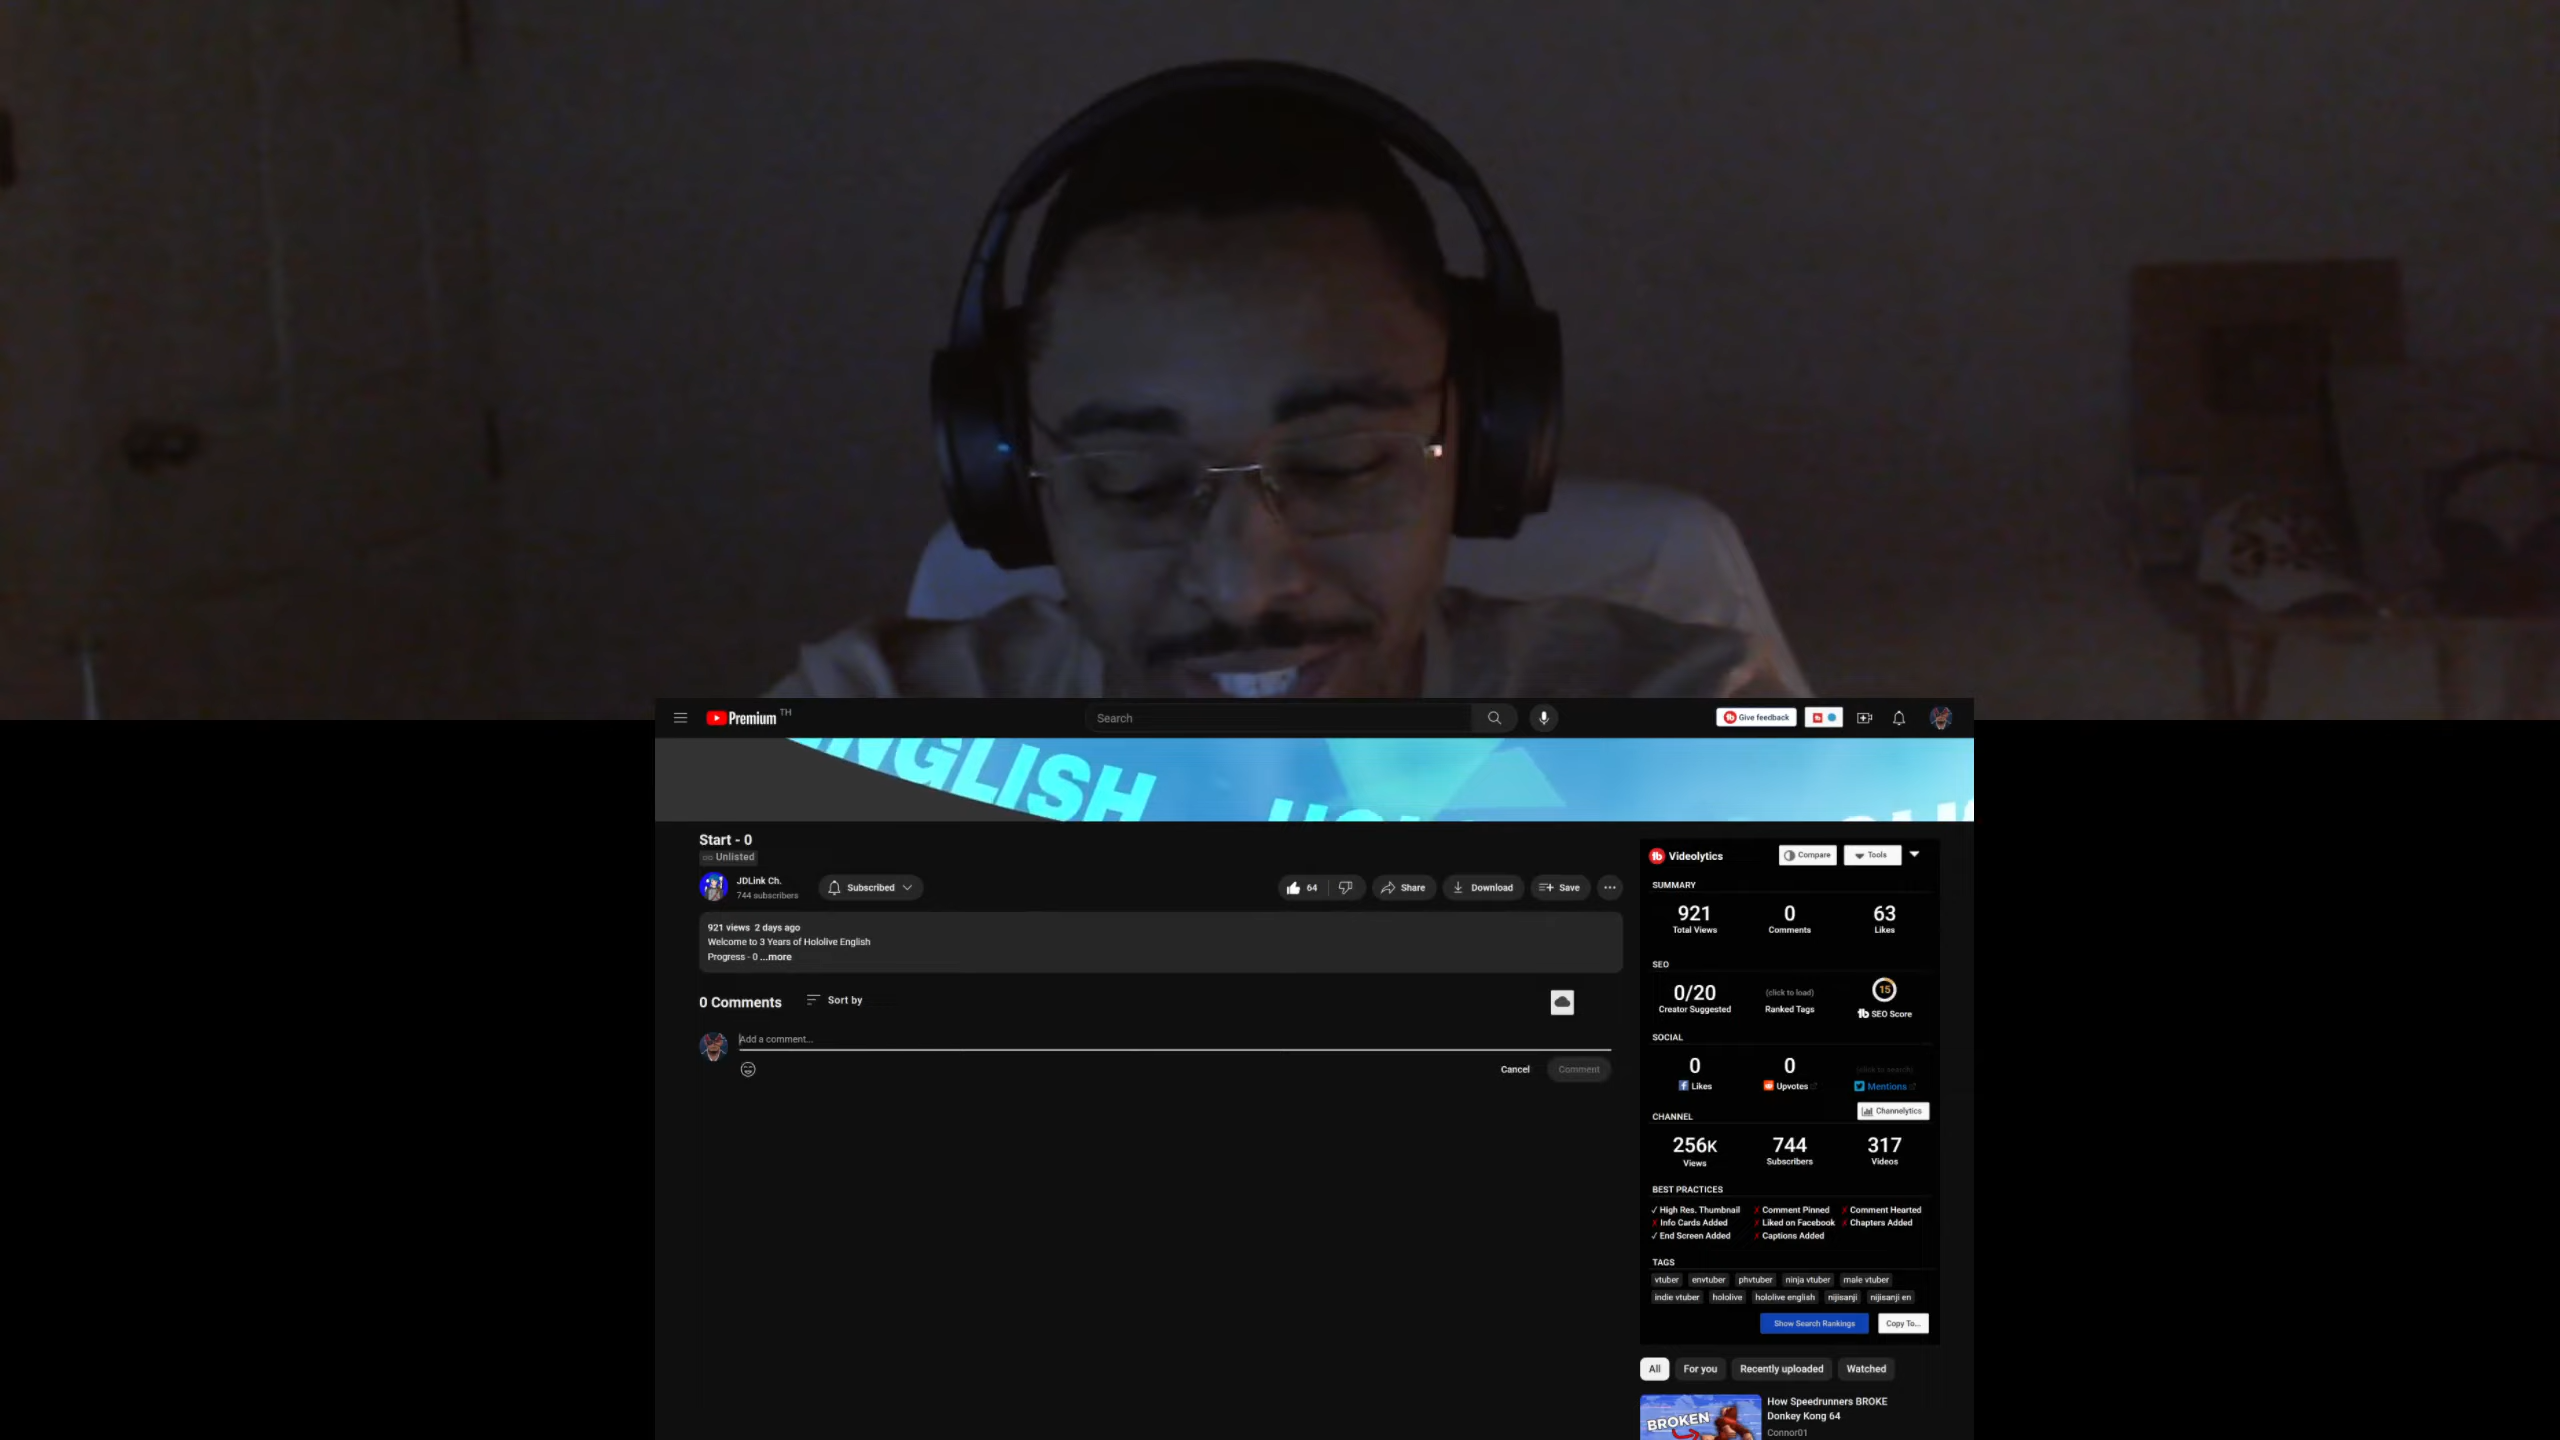 Premium TH
Search
Give feedback
NGLISH
Start - 0
Unlisted
JDLink Ch.
744 subscribers
Subscribed
64
Share
Download
Save
921 views 2 days ago
Welcome to 3 Years of Hololive English
Progress - 0 ...more
0 Comments
Sort by
Add a comment...
Cancel
Comment
Videolytics
Compare
Tools
SUMMARY
921 0 63
Total Views Comments Likes
SEO
0/20 (click to load) 15
Creator Suggested Ranked Tags SEO Score
SOCIAL
0 0 (click to search)
Likes Upvotes Mentions
CHANNEL
Channelytics
256K 744 317
Views Subscribers Videos
BEST PRACTICES
✓ High Res. Thumbnail ✗ Comment Pinned ✗ Comment Hearted
✗ Info Cards Added ✗ Liked on Facebook ✗ Chapters Added
✓ End Screen Added ✗ Captions Added
TAGS
vtuber envtuber phvtuber ninja vtuber male vtuber
indie vtuber hololive hololive english nijisanji nijisanji en
Show Search Rankings Copy To...
All For you Recently uploaded Watched
BROKEN
How Speedrunners BROKE
Donkey Kong 64
Connor01